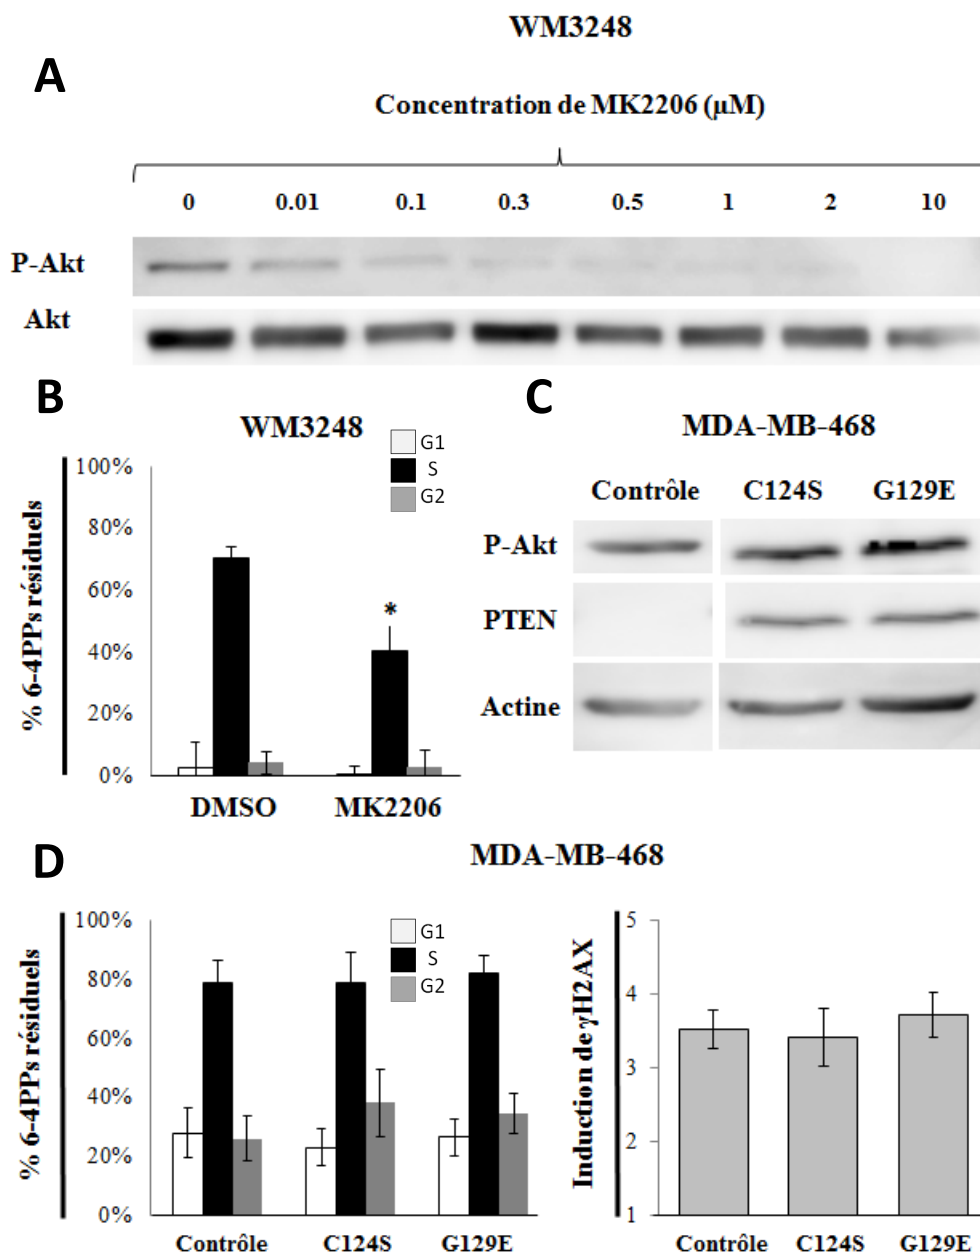 WM3248
A
Concentration de MK2206 (µM)
0 0.01 0.1 0.3 0.5 1 2 10
P-Akt
Akt
B
WM3248
G1
S
G2
% 6-4PPs résiduels
100%
80%
60%
40%
20%
0%
DMSO MK2206
*
C
MDA-MB-468
Contrôle C124S G129E
P-Akt
PTEN
Actine
D
MDA-MB-468
% 6-4PPs résiduels
100%
80%
60%
40%
20%
0%
G1
S
G2
Contrôle C124S G129E
Induction de γH2AX
5
4
3
2
1
Contrôle C124S G129E